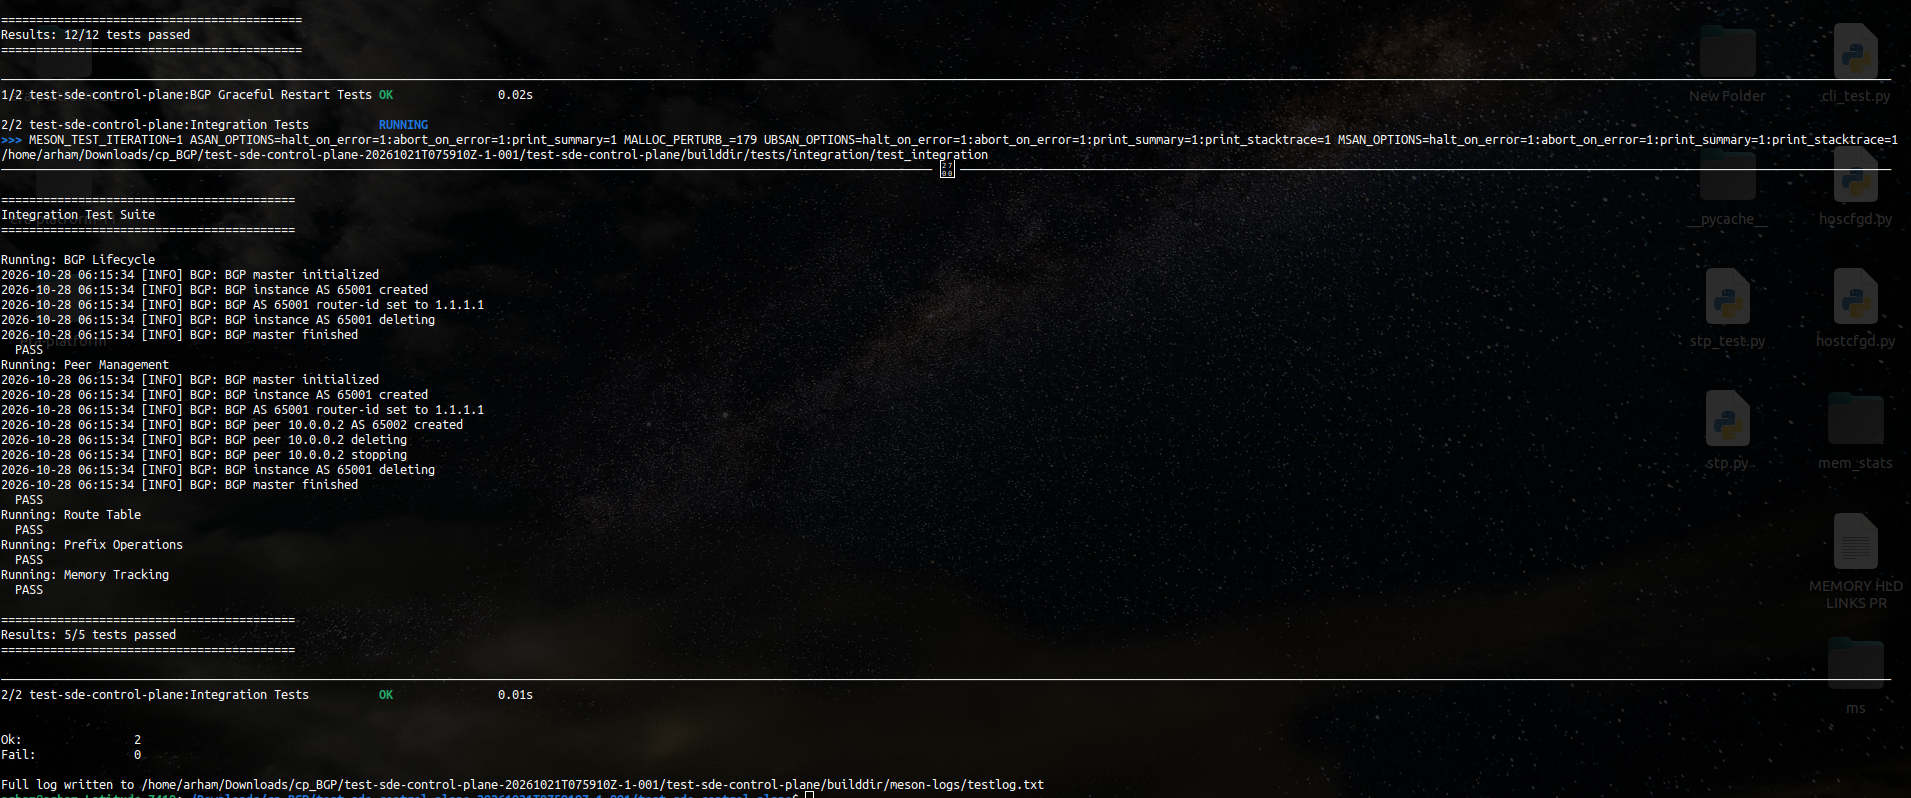 ===========================================
Results: 12/12 tests passed
===========================================
1/2 test-sde-control-plane:BGP Graceful Restart Tests OK 0.02s
2/2 test-sde-control-plane:Integration Tests RUNNING
>>> MESON_TEST_ITERATION=1 ASAN_OPTIONS=halt_on_error=1:abort_on_error=1:print_summary=1 MALLOC_PERTURB_=179 UBSAN_OPTIONS=halt_on_error=1:abort_on_error=1:print_summary=1:print_stacktrace=1 MSAN_OPTIONS=halt_on_error=1:abort_on_error=1:print_summary=1:print_stacktrace=1
/home/arham/Downloads/cp_BGP/test-sde-control-plane-20261021T075910Z-1-001/test-sde-control-plane/builddir/tests/integration/test_integration
2700
==========================================
Integration Test Suite
==========================================
Running: BGP Lifecycle
2026-10-28 06:15:34 [INFO] BGP: BGP master initialized
2026-10-28 06:15:34 [INFO] BGP: BGP instance AS 65001 created
2026-10-28 06:15:34 [INFO] BGP: BGP AS 65001 router-id set to 1.1.1.1
2026-10-28 06:15:34 [INFO] BGP: BGP instance AS 65001 deleting
2026-10-28 06:15:34 [INFO] BGP: BGP master finished
PASS
Running: Peer Management
2026-10-28 06:15:34 [INFO] BGP: BGP master initialized
2026-10-28 06:15:34 [INFO] BGP: BGP instance AS 65001 created
2026-10-28 06:15:34 [INFO] BGP: BGP AS 65001 router-id set to 1.1.1.1
2026-10-28 06:15:34 [INFO] BGP: BGP peer 10.0.0.2 AS 65002 created
2026-10-28 06:15:34 [INFO] BGP: BGP peer 10.0.0.2 deleting
2026-10-28 06:15:34 [INFO] BGP: BGP peer 10.0.0.2 stopping
2026-10-28 06:15:34 [INFO] BGP: BGP instance AS 65001 deleting
2026-10-28 06:15:34 [INFO] BGP: BGP master finished
PASS
Running: Route Table
PASS
Running: Prefix Operations
PASS
Running: Memory Tracking
PASS
==========================================
Results: 5/5 tests passed
==========================================
2/2 test-sde-control-plane:Integration Tests OK 0.01s
Ok: 2
Fail: 0
Full log written to /home/arham/Downloads/cp_BGP/test-sde-control-plane-20261021T075910Z-1-001/test-sde-control-plane/builddir/meson-logs/testlog.txt
New Folder
cli_test.py
__pycache__
hoscfgd.py
stp_test.py
hostcfgd.py
stp.py
mem_stats
MEMORY HLD
LINKS PR
ms